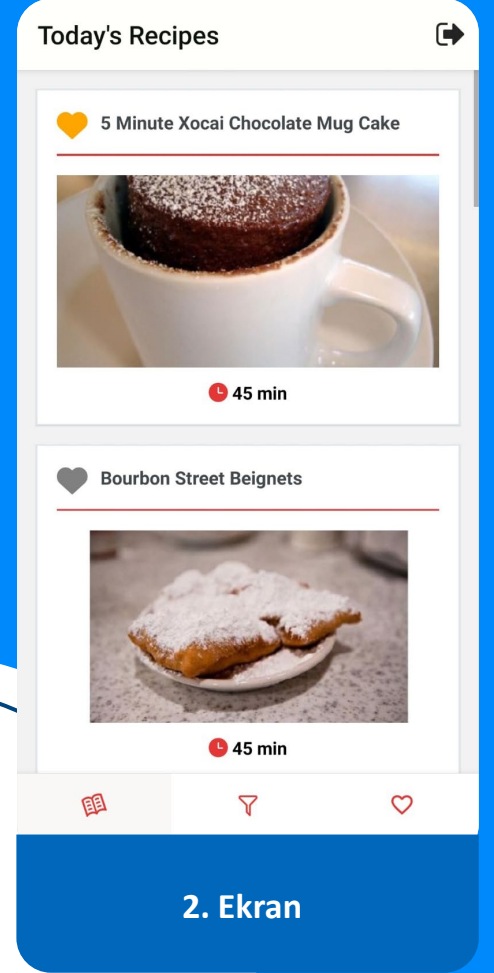 Today's Recipes
5 Minute Xocai Chocolate Mug Cake
45 min
Bourbon Street Beignets
45 min
2. Ekran